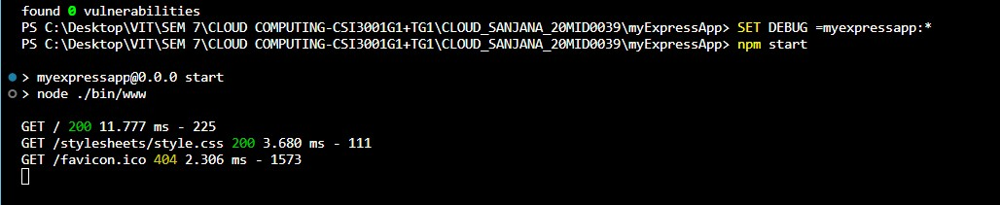 found 0 vulnerabilities
PS C:\Desktop\VIT\SEM 7\CLOUD COMPUTING-CSI3001G1+TG1\CLOUD_SANJANA_20MID0039\myExpressApp> SET DEBUG =myexpressapp:*
PS C:\Desktop\VIT\SEM 7\CLOUD COMPUTING-CSI3001G1+TG1\CLOUD_SANJANA_20MID0039\myExpressApp> npm start
> myexpressapp@0.0.0 start
> node ./bin/www
GET / 200 11.777 ms - 225
GET /stylesheets/style.css 200 3.680 ms - 111
GET /favicon.ico 404 2.306 ms - 1573